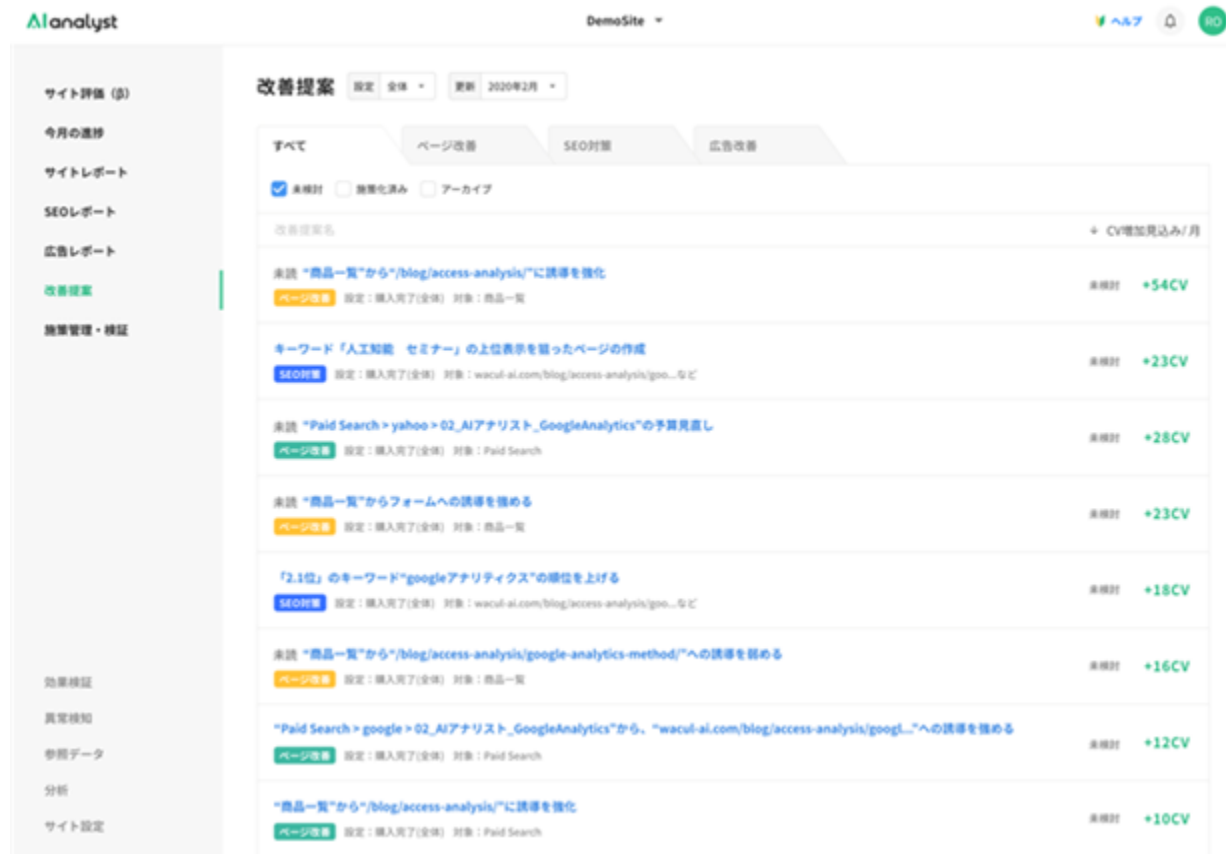 AI analyst
DemoSite
ヘルプ
RO
サイト評価（β）
今月の進捗
サイトレポート
SEOレポート
広告レポート
改善提案
施策管理・検証
効果検証
異常検知
参照データ
分析
サイト設定
改善提案 設定 全体 更新 2020年2月
すべて ページ改善 SEO対策 広告改善
未検討 施策化済み アーカイブ
改善提案名 ↓ CV増加見込み/月
未読 “商品一覧”から“/blog/access-analysis/”に誘導を強化
ページ改善 設定：購入完了(全体) 対象：商品一覧
未検討 +54CV
キーワード「人工知能　セミナー」の上位表示を狙ったページの作成
SEO対策 設定：購入完了(全体) 対象：wacul-ai.com/blog/access-analysis/goo...など
未検討 +23CV
未読 “Paid Search > yahoo > 02_AIアナリスト_GoogleAnalytics”の予算見直し
ページ改善 設定：購入完了(全体) 対象：Paid Search
未検討 +28CV
未読 “商品一覧”からフォームへの誘導を強める
ページ改善 設定：購入完了(全体) 対象：商品一覧
未検討 +23CV
「2.1位」のキーワード“googleアナリティクス”の順位を上げる
SEO対策 設定：購入完了(全体) 対象：wacul-ai.com/blog/access-analysis/goo...など
未検討 +18CV
未読 “商品一覧”から“/blog/access-analysis/google-analytics-method/”への誘導を弱める
ページ改善 設定：購入完了(全体) 対象：商品一覧
未検討 +16CV
“Paid Search > google > 02_AIアナリスト_GoogleAnalytics”から、“wacul-ai.com/blog/access-analysis/googl...”への誘導を強める
ページ改善 設定：購入完了(全体) 対象：Paid Search
未検討 +12CV
“商品一覧”から“/blog/access-analysis/”に誘導を強化
ページ改善 設定：購入完了(全体) 対象：Paid Search
未検討 +10CV